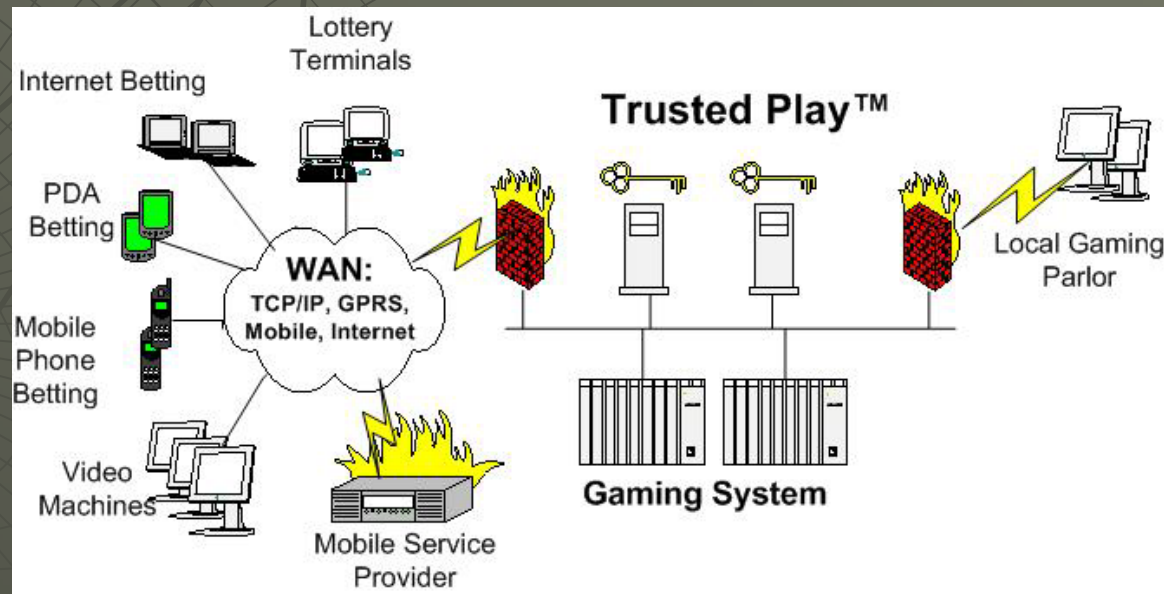 Lottery
Terminals
Internet Betting
Trusted Play™
PDA
Betting
Local Gaming
Parlor
WAN:
TCP/IP, GPRS,
Mobile, Internet
Mobile
Phone
Betting
Video
Machines
Gaming System
Mobile Service
Provider